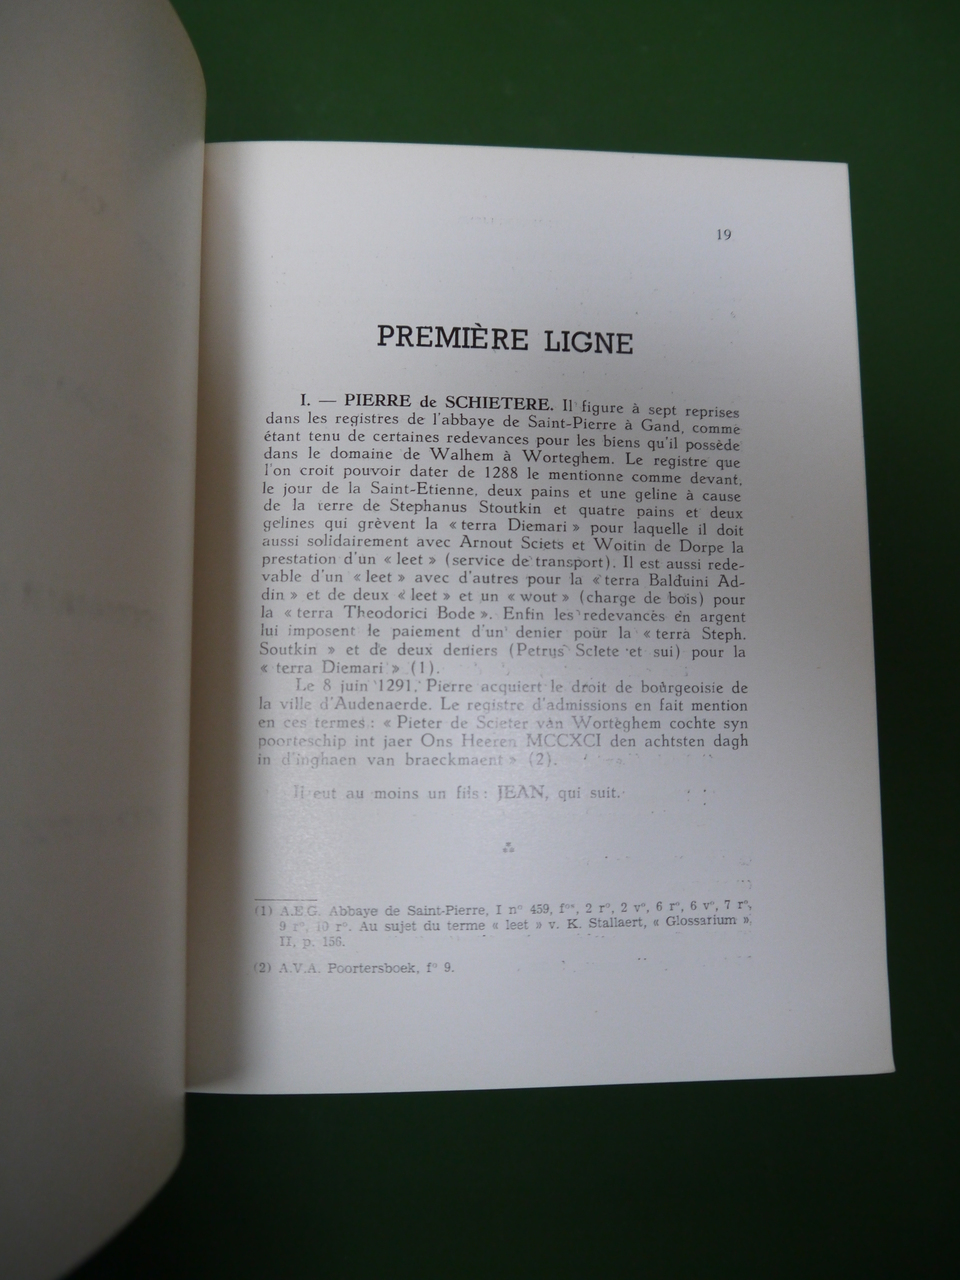 19
PREMIÈRE LIGNE
I. — PIERRE de SCHIETERE. Il figure à sept reprises
dans les registres de l'abbaye de Saint-Pierre à Gand, comme
étant tenu de certaines redevances pour les biens qu'il possède
dans le domaine de Walhem à Worteghem. Le registre que
l'on croit pouvoir dater de 1288 le mentionne comme devant,
le jour de la Saint-Etienne, deux pains et une geline à cause
de la terre de Stephanus Stoutkin et quatre pains et deux
gelines qui grèvent la « terra Diemari » pour laquelle il doit
aussi solidairement avec Arnout Sciets et Woitin de Dorpe la
prestation d'un « leet » (service de transport). Il est aussi rede-
vable d'un « leet » avec d'autres pour la « terra Balduini Ad-
din » et de deux « leet » et un « wout » (charge de bois) pour
la « terra Theodorici Bode ». Enfin les redevances en argent
lui imposent le paiement d'un denier pour la « terra Steph.
Soutkin » et de deux deniers (Petrus Sclete et sui) pour la
« terra Diemari » (1).
Le 8 juin 1291, Pierre acquiert le droit de bourgeoisie de
la ville d'Audenaerde. Le registre d'admissions en fait mention
en ces termes : « Pieter de Scieter van Worteghem cochte syn
poorteschip int jaer Ons Heeren MCCXCI den achtsten dagh
in d'inghaen van braeckmaent » (2).
Il eut au moins un fils : JEAN, qui suit.
(1) A.E.G. Abbaye de Saint-Pierre, I n° 459, f°ˢ, 2 r°, 2 v°, 6 r°, 6 v°, 7 r°,
9 r°, 10 r°. Au sujet du terme « leet » v. K. Stallaert, « Glossarium ».
II, p. 156.
(2) A.V.A. Poortersboek, f° 9.